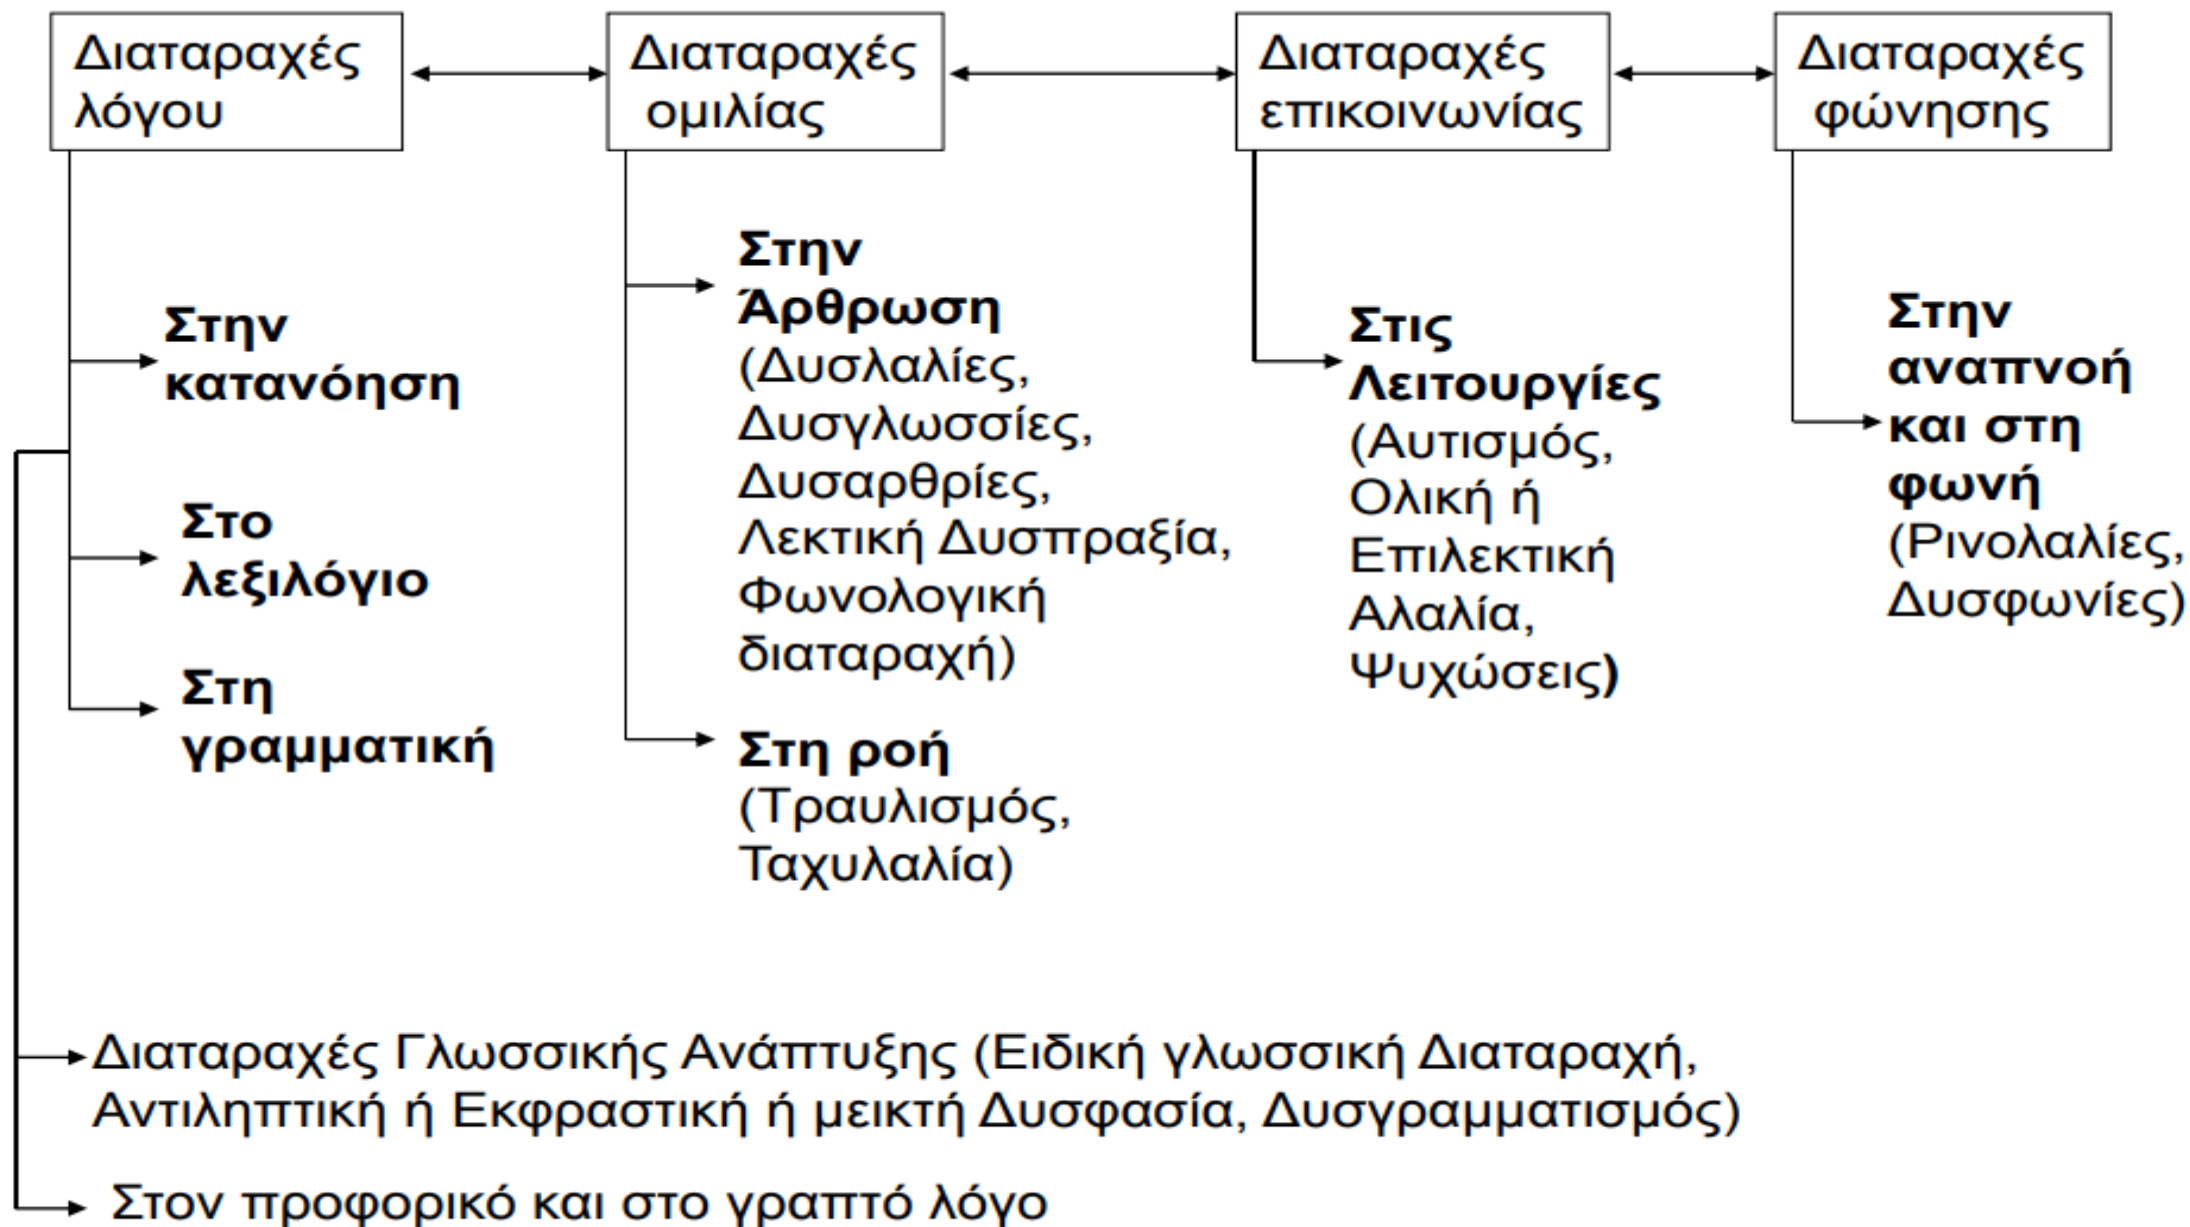 Διαταραχές
λόγου
Διαταραχές
ομιλίας
Διαταραχές
επικοινωνίας
Διαταραχές
φώνησης
Στην
κατανόηση
Στο
λεξιλόγιο
Στη
γραμματική
Στην
Άρθρωση
(Δυσλαλίες,
Δυσγλωσσίες,
Δυσαρθρίες,
Λεκτική Δυσπραξία,
Φωνολογική
διαταραχή)
Στη ροή
(Τραυλισμός,
Ταχυλαλία)
Στις
Λειτουργίες
(Αυτισμός,
Ολική ή
Επιλεκτική
Αλαλία,
Ψυχώσεις)
Στην
αναπνοή
και στη
φωνή
(Ρινολαλίες,
Δυσφωνίες)
Διαταραχές Γλωσσικής Ανάπτυξης (Ειδική γλωσσική Διαταραχή,
Αντιληπτική ή Εκφραστική ή μεικτή Δυσφασία, Δυσγραμματισμός)
Στον προφορικό και στο γραπτό λόγο